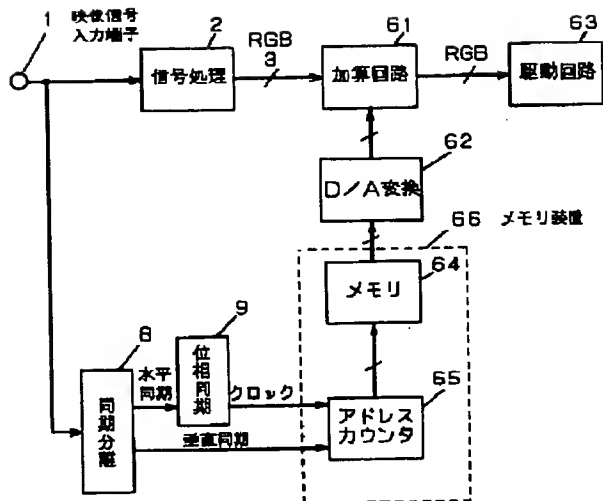 1 映像信号
入力端子
2
信号処理
RGB
3
61
加算回路
RGB
63
駆動回路
62
D/A変換
66 メモリ装置
64
メモリ
8
同期分離
水平
同期
9
位相同期
クロック
垂直同期
65
アドレス
カウンタ